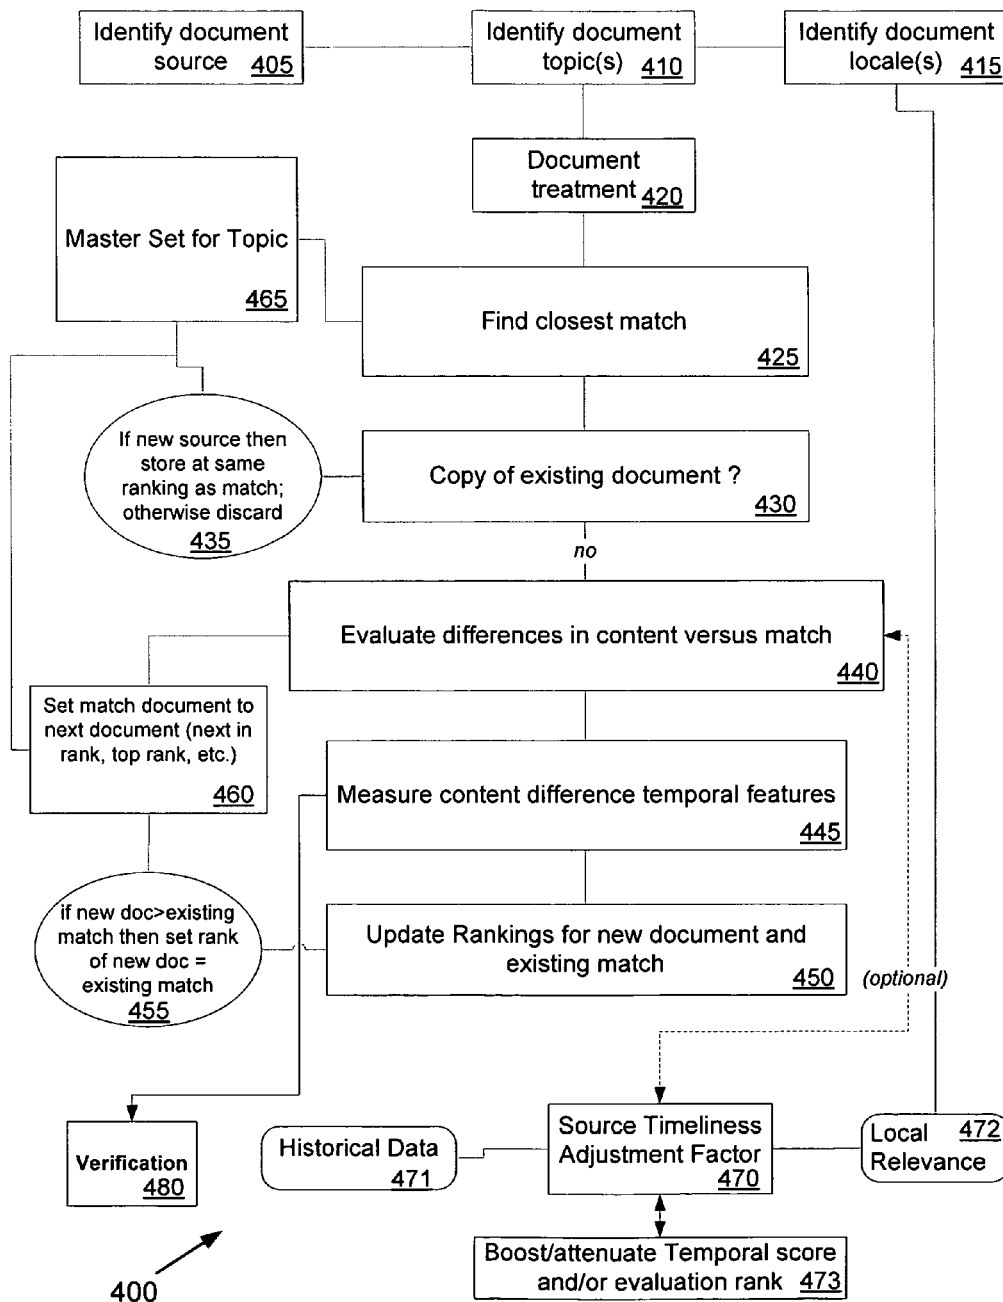 Identify document
source 405
Identify document
topic(s) 410
Identify document
locale(s) 415
Document
treatment 420
Master Set for Topic
465
Find closest match
425
If new source then
store at same
ranking as match;
otherwise discard
435
Copy of existing document ?
430
no
Evaluate differences in content versus match
440
Set match document to
next document (next in
rank, top rank, etc.)
460
Measure content difference temporal features
445
if new doc>existing
match then set rank
of new doc =
existing match
455
Update Rankings for new document and
existing match
450
(optional)
Verification
480
Historical Data
471
Source Timeliness
Adjustment Factor
470
Local 472
Relevance
Boost/attenuate Temporal score
and/or evaluation rank 473
400